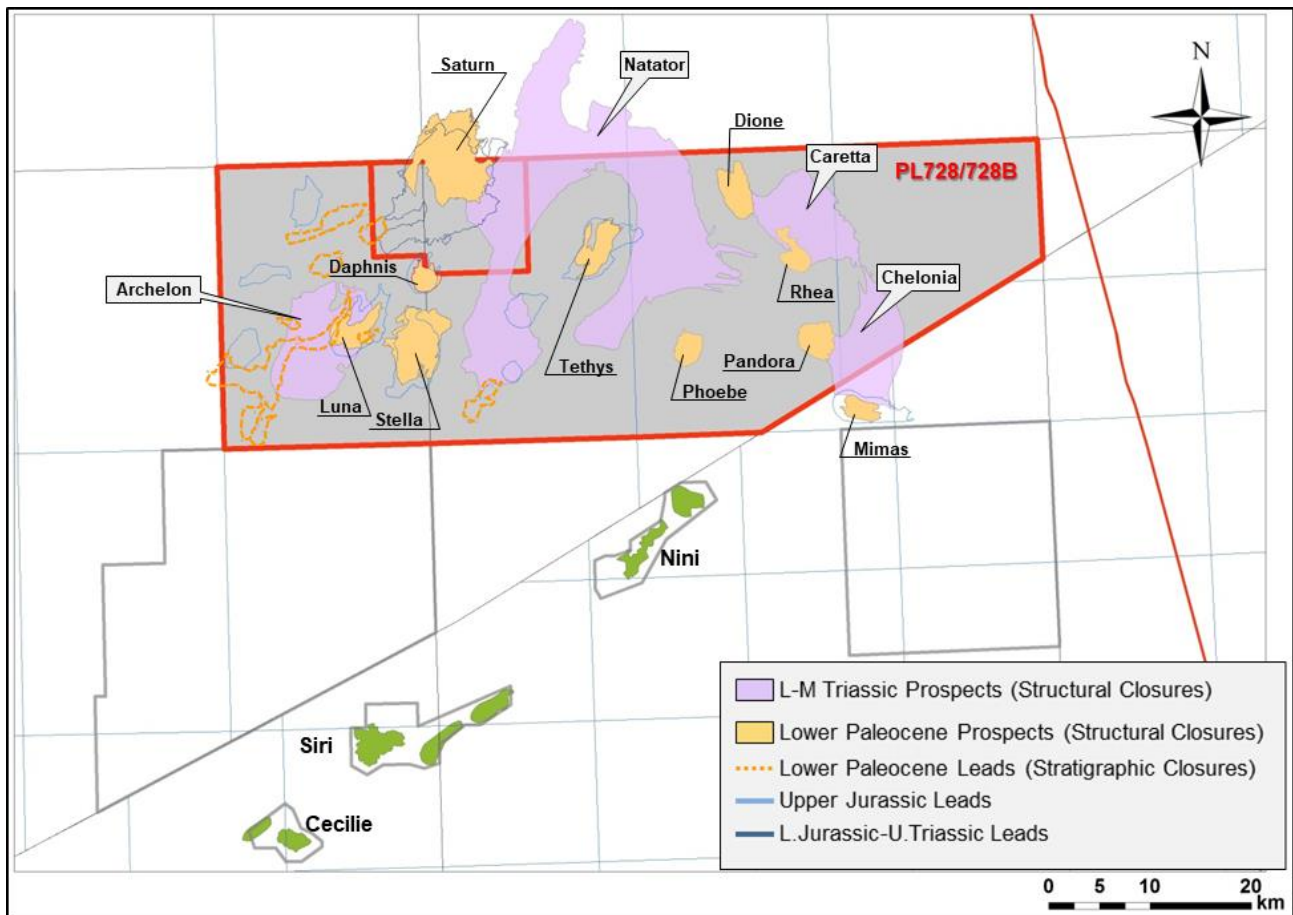 N
Saturn
Natator
Dione
Caretta
PL728/728B
Daphnis
Archelon
Rhea
Chelonia
Tethys
Pandora
Phoebe
Luna
Stella
Mimas
Nini
Siri
Cecilie
L-M Triassic Prospects (Structural Closures)
Lower Paleocene Prospects (Structural Closures)
Lower Paleocene Leads (Stratigraphic Closures)
Upper Jurassic Leads
L.Jurassic-U.Triassic Leads
0 5 10 20
km